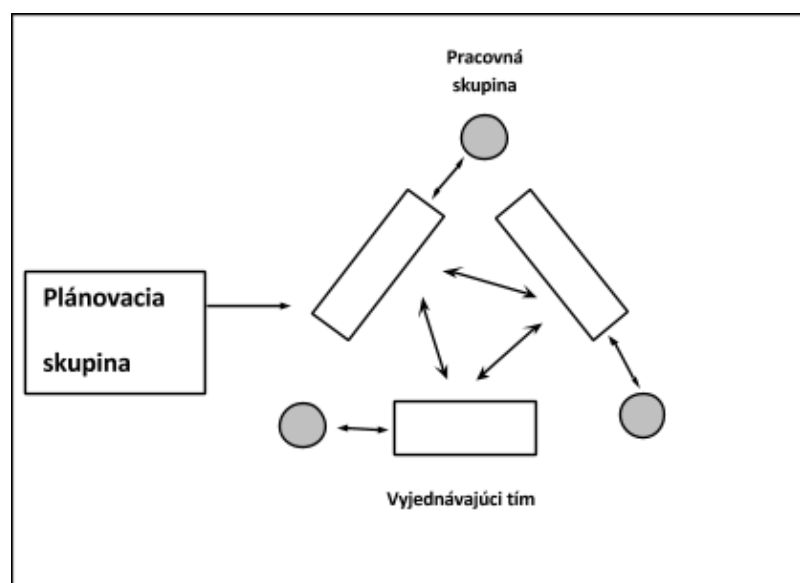 Pracovná
skupina
Plánovacia
skupina
Vyjednávajúci tím